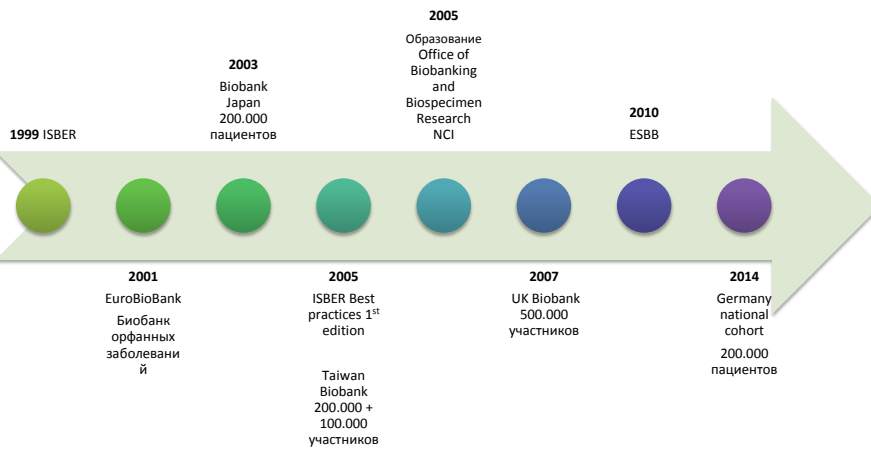 1999 ISBER
2001
EuroBioBank
Биобанк
орфанных
заболевани
й
2003
Biobank
Japan
200.000
пациентов
2005
ISBER Best
practices 1st
edition
Taiwan
Biobank
200.000 +
100.000
участников
2005
Образование
Office of
Biobanking
and
Biospecimen
Research
NCI
2007
UK Biobank
500.000
участников
2010
ESBB
2014
Germany
national
cohort
200.000
пациентов